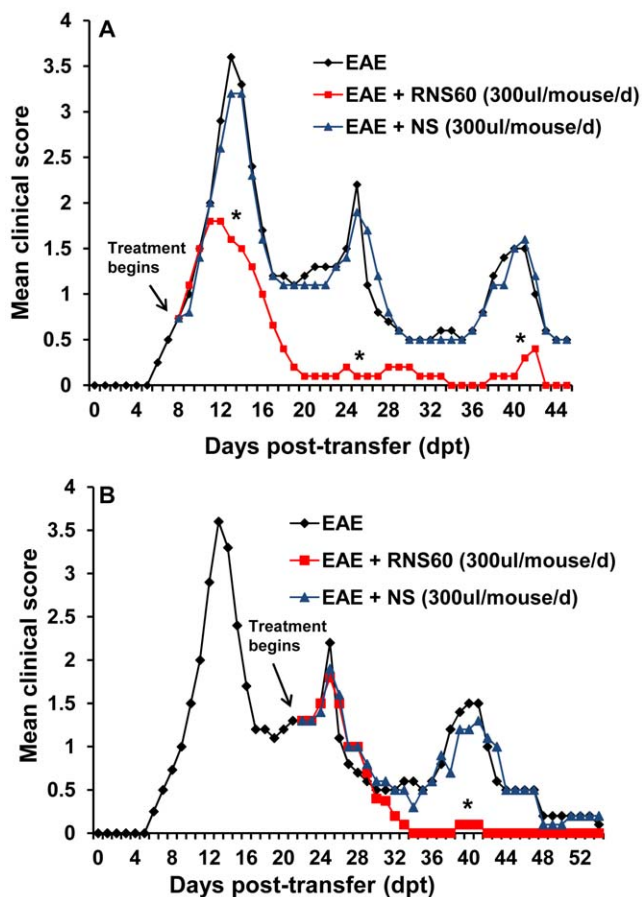 A
EAE
EAE + RNS60 (300ul/mouse/d)
EAE + NS (300ul/mouse/d)
Treatment
begins
*
*
*
Mean clinical score
4
3.5
3
2.5
2
1.5
1
0.5
0
0 4 8 12 16 20 24 28 32 36 40 44
Days post-transfer (dpt)
B
EAE
EAE + RNS60 (300ul/mouse/d)
EAE + NS (300ul/mouse/d)
Treatment
begins
*
Mean clinical score
4
3.5
3
2.5
2
1.5
1
0.5
0
0 4 8 12 16 20 24 28 32 36 40 44 48 52
Days post-transfer (dpt)